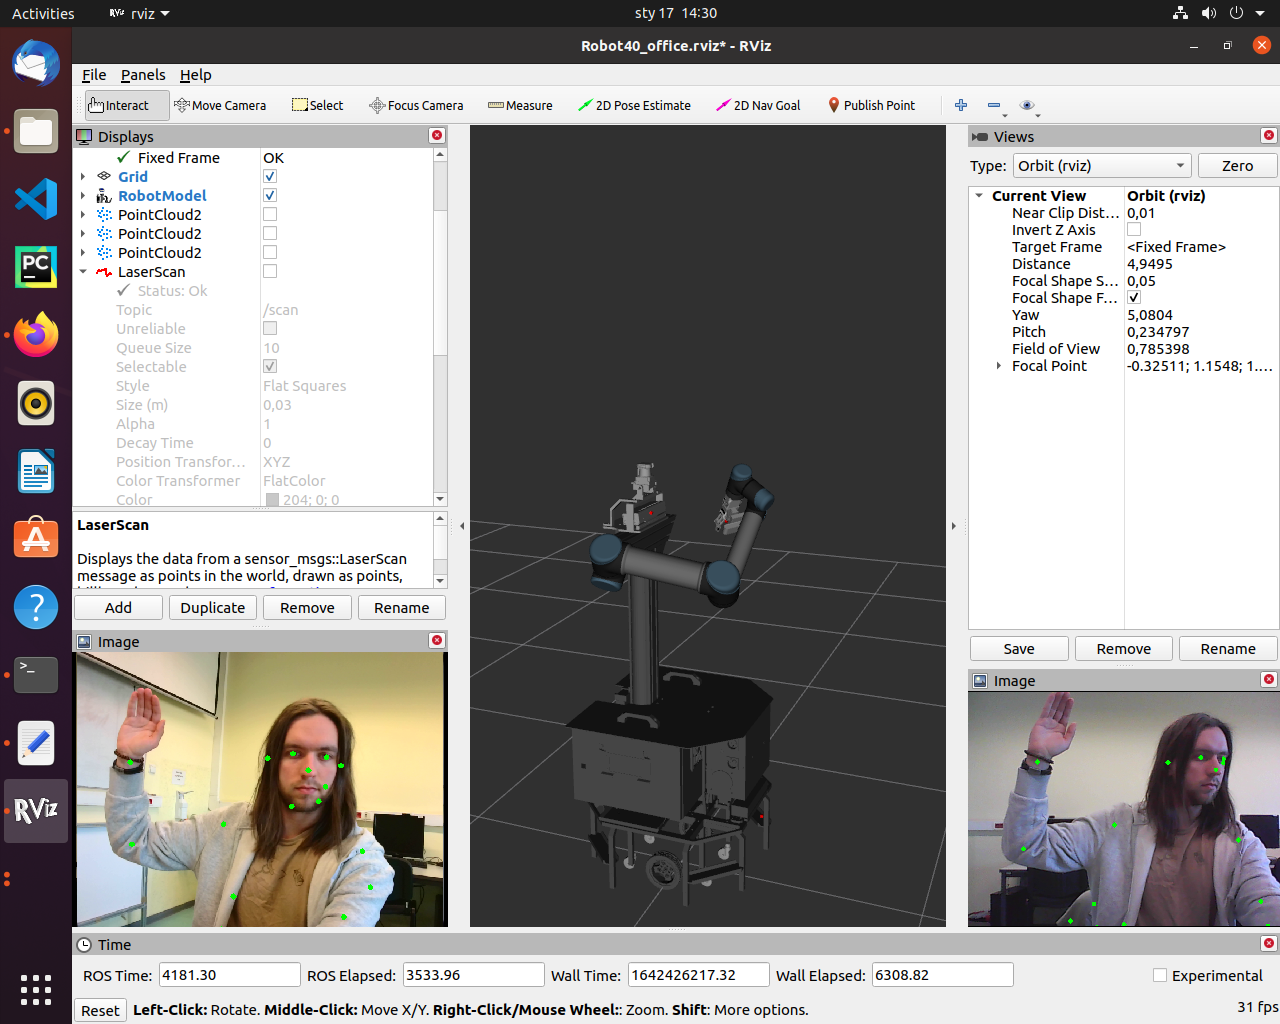 Activities
RViz rviz
sty 17 14:30
Robot40_office.rviz* - RViz
File Panels Help
Interact Move Camera Select Focus Camera Measure 2D Pose Estimate 2D Nav Goal Publish Point
Displays
Fixed Frame OK
Grid
RobotModel
PointCloud2
PointCloud2
PointCloud2
LaserScan
Status: Ok
Topic /scan
Unreliable
Queue Size 10
Selectable
Style Flat Squares
Size (m) 0,03
Alpha 1
Decay Time 0
Position Transfor... XYZ
Color Transformer FlatColor
Color 204; 0; 0
LaserScan
Displays the data from a sensor_msgs::LaserScan
message as points in the world, drawn as points,
Add Duplicate Remove Rename
Image
Views
Type: Orbit (rviz) Zero
Current View Orbit (rviz)
Near Clip Dist... 0,01
Invert Z Axis
Target Frame <Fixed Frame>
Distance 4,9495
Focal Shape S... 0,05
Focal Shape F...
Yaw 5,0804
Pitch 0,234797
Field of View 0,785398
Focal Point -0.32511; 1.1548; 1....
Save Remove Rename
Image
Time
ROS Time: 4181.30 ROS Elapsed: 3533.96 Wall Time: 1642426217.32 Wall Elapsed: 6308.82 Experimental
Reset Left-Click: Rotate. Middle-Click: Move X/Y. Right-Click/Mouse Wheel:: Zoom. Shift: More options. 31 fps
PC
RViz